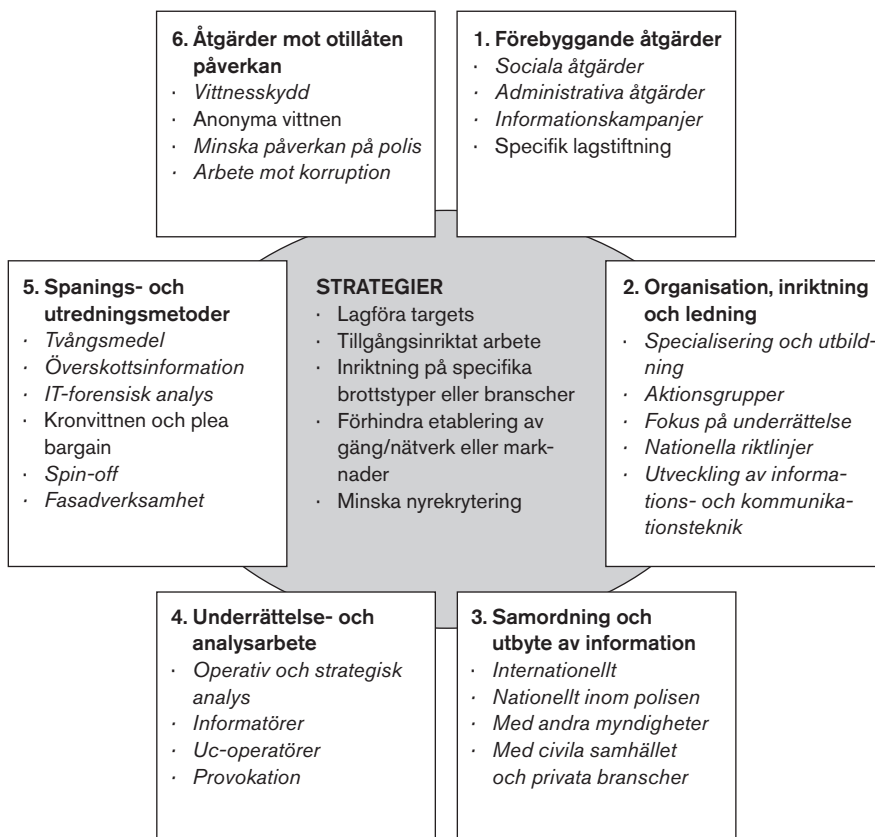 6. Åtgärder mot otillåten
påverkan
· Vittnesskydd
· Anonyma vittnen
· Minska påverkan på polis
· Arbete mot korruption
1. Förebyggande åtgärder
· Sociala åtgärder
· Administrativa åtgärder
· Informationskampanjer
· Specifik lagstiftning
5. Spanings- och
utredningsmetoder
· Tvångsmedel
· Överskottsinformation
· IT-forensisk analys
· Kronvittnen och plea
bargain
· Spin-off
· Fasadverksamhet
STRATEGIER
· Lagföra targets
· Tillgångsinriktat arbete
· Inriktning på specifika
brottstyper eller branscher
· Förhindra etablering av
gäng/nätverk eller mark-
nader
· Minska nyrekrytering
2. Organisation, inriktning
och ledning
· Specialisering och utbild-
ning
· Aktionsgrupper
· Fokus på underrättelse
· Nationella riktlinjer
· Utveckling av informa-
tions- och kommunika-
tionsteknik
4. Underrättelse- och
analysarbete
· Operativ och strategisk
analys
· Informatörer
· Uc-operatörer
· Provokation
3. Samordning och
utbyte av information
· Internationellt
· Nationellt inom polisen
· Med andra myndigheter
· Med civila samhället
och privata branscher